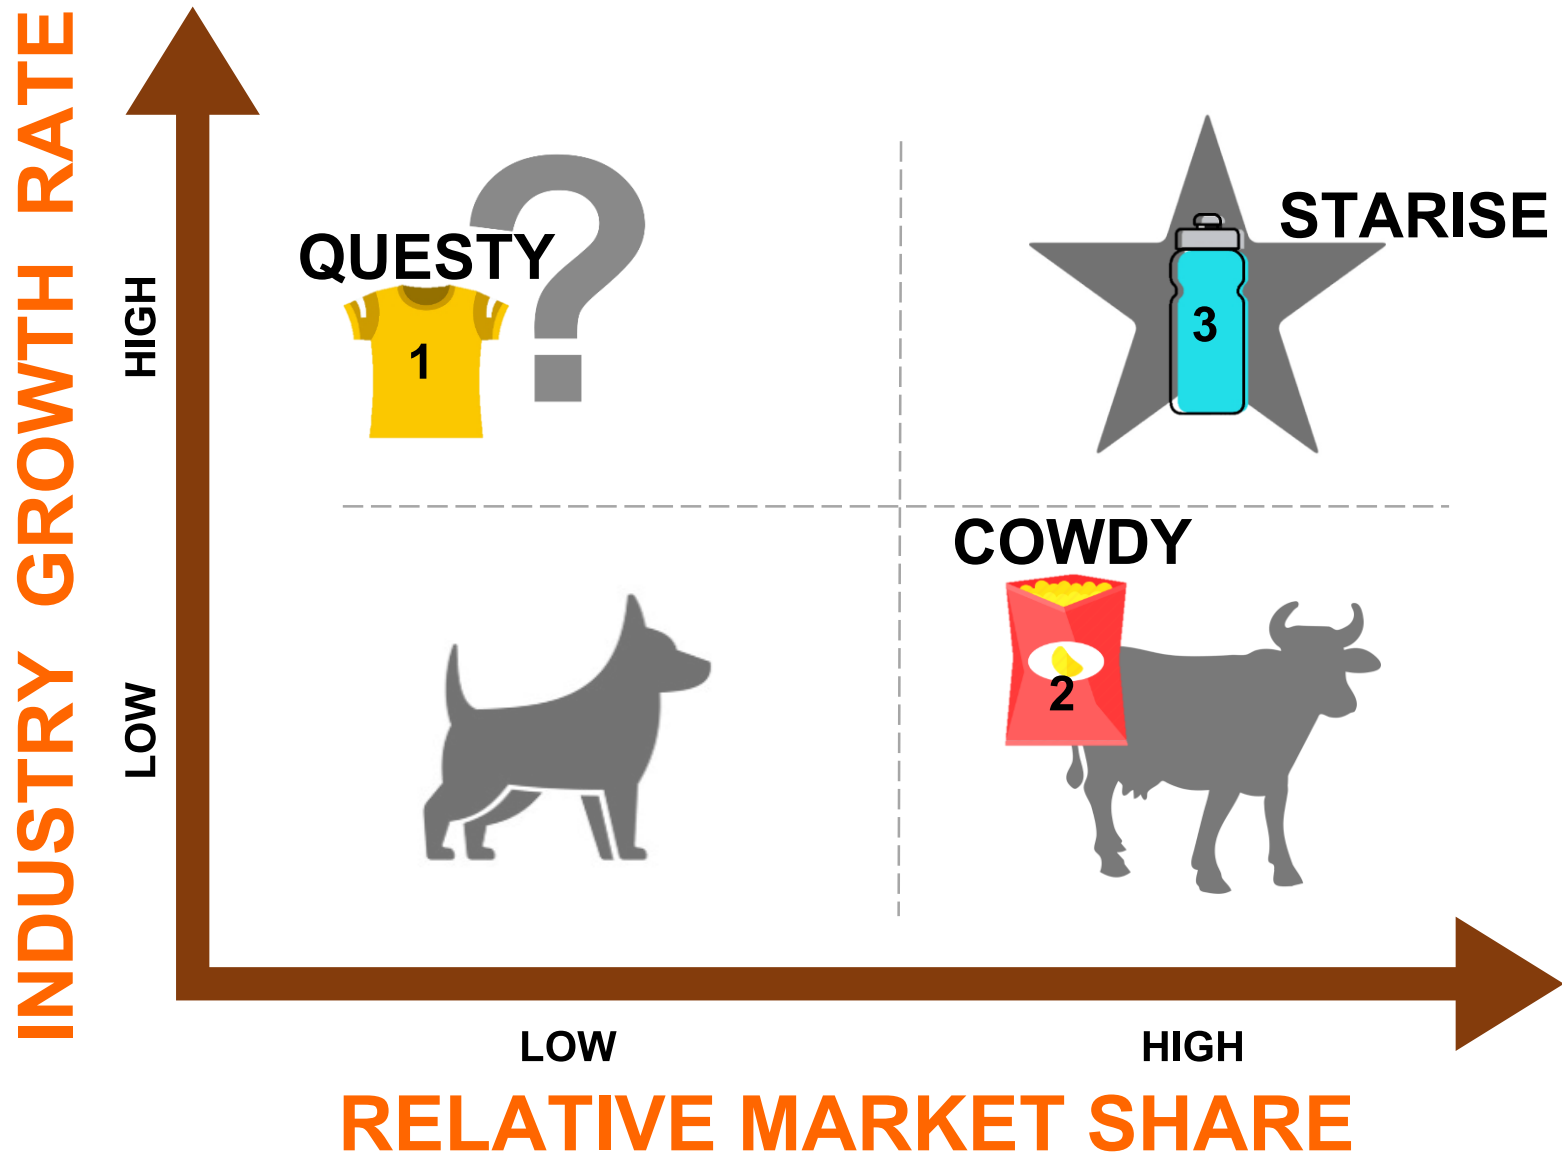 INDUSTRY GROWTH RATE
HIGH
LOW
QUESTY
1
STARISE
3
COWDY
2
LOW
HIGH
RELATIVE MARKET SHARE